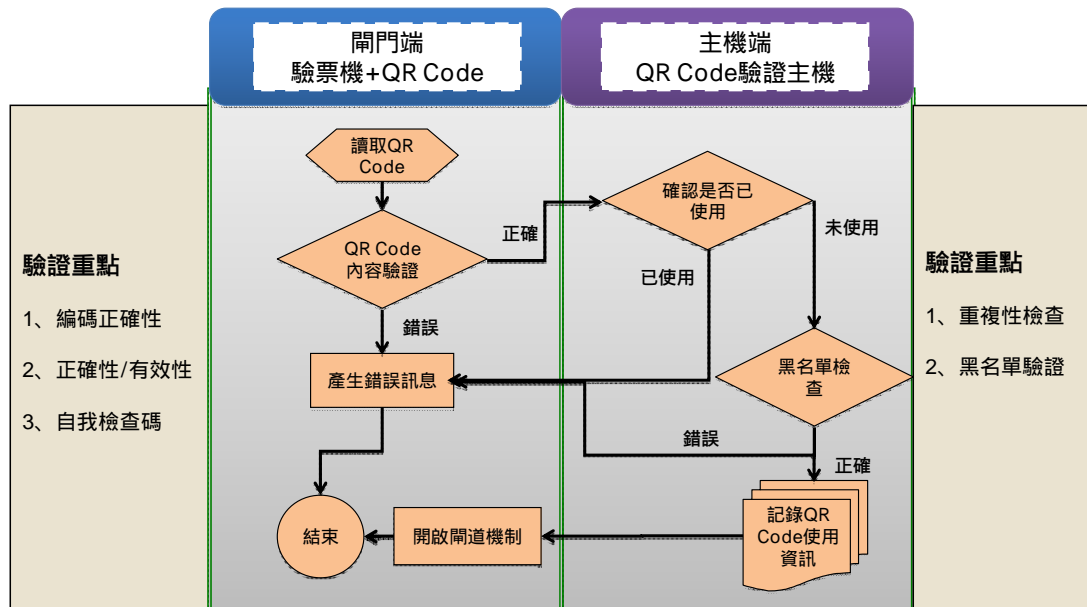 閘門端
驗票機+QR Code
主機端
QR Code驗證主機
讀取QR
Code
確認是否已
使用
正確
未使用
QR Code
內容驗證
已使用
驗證重點
1、編碼正確性
2、正確性/有效性
3、自我檢查碼
驗證重點
1、重複性檢查
2、黑名單驗證
錯誤
產生錯誤訊息
黑名單檢
查
錯誤
正確
結束
開啟閘道機制
記錄QR
Code使用
資訊